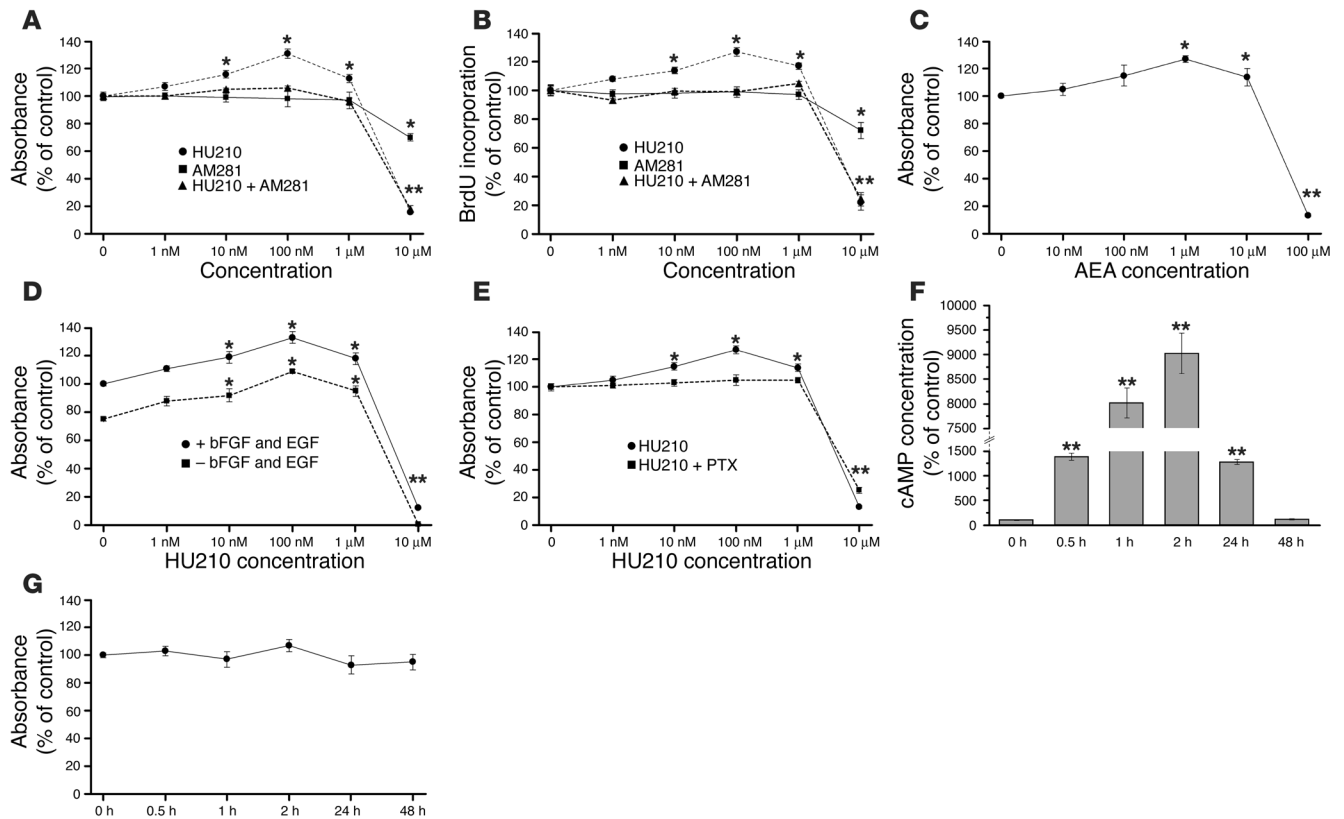 A
Absorbance
(% of control)
140
120
100
80
60
40
20
0
*
*
*
*
**
HU210
AM281
HU210 + AM281
0
1 nM
10 nM
100 nM
1 µM
10 µM
Concentration
B
BrdU incorporation
(% of control)
140
120
100
80
60
40
20
0
*
*
*
*
**
HU210
AM281
HU210 + AM281
0
1 nM
10 nM
100 nM
1 µM
10 µM
Concentration
C
Absorbance
(% of control)
140
120
100
80
60
40
20
0
*
*
**
0
10 nM
100 nM
1 µM
10 µM
100 µM
AEA concentration
D
Absorbance
(% of control)
140
120
100
80
60
40
20
0
*
*
*
*
*
*
**
+ bFGF and EGF
– bFGF and EGF
0
1 nM
10 nM
100 nM
1 µM
10 µM
HU210 concentration
E
Absorbance
(% of control)
140
120
100
80
60
40
20
0
*
*
*
**
HU210
HU210 + PTX
0
1 nM
10 nM
100 nM
1 µM
10 µM
HU210 concentration
F
cAMP concentration
(% of control)
10000
9500
9000
8500
8000
7500
1500
1000
500
0
**
**
**
**
0 h
0.5 h
1 h
2 h
24 h
48 h
G
Absorbance
(% of control)
140
120
100
80
60
40
20
0
0 h
0.5 h
1 h
2 h
24 h
48 h